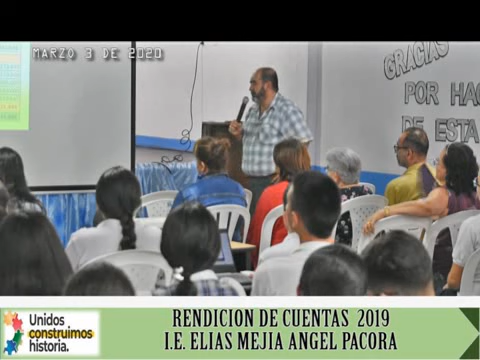 MARZO 3 DE 2020
GRACIAS
POR HAC
DE ESTA
Unidos
construimos
historia.
RENDICION DE CUENTAS 2019
I.E. ELIAS MEJIA ANGEL PACORA